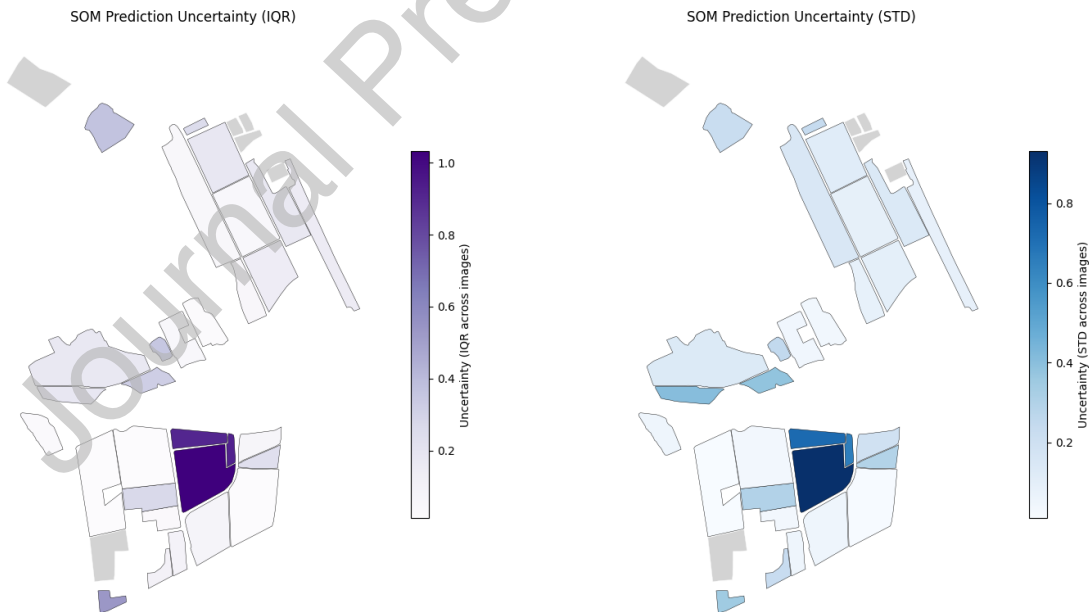 SOM Prediction Uncertainty (IQR)
SOM Prediction Uncertainty (STD)
1.0
0.8
0.6
0.4
0.2
Uncertainty (IQR across images)
0.8
0.6
0.4
0.2
Uncertainty (STD across images)
Journal Pre